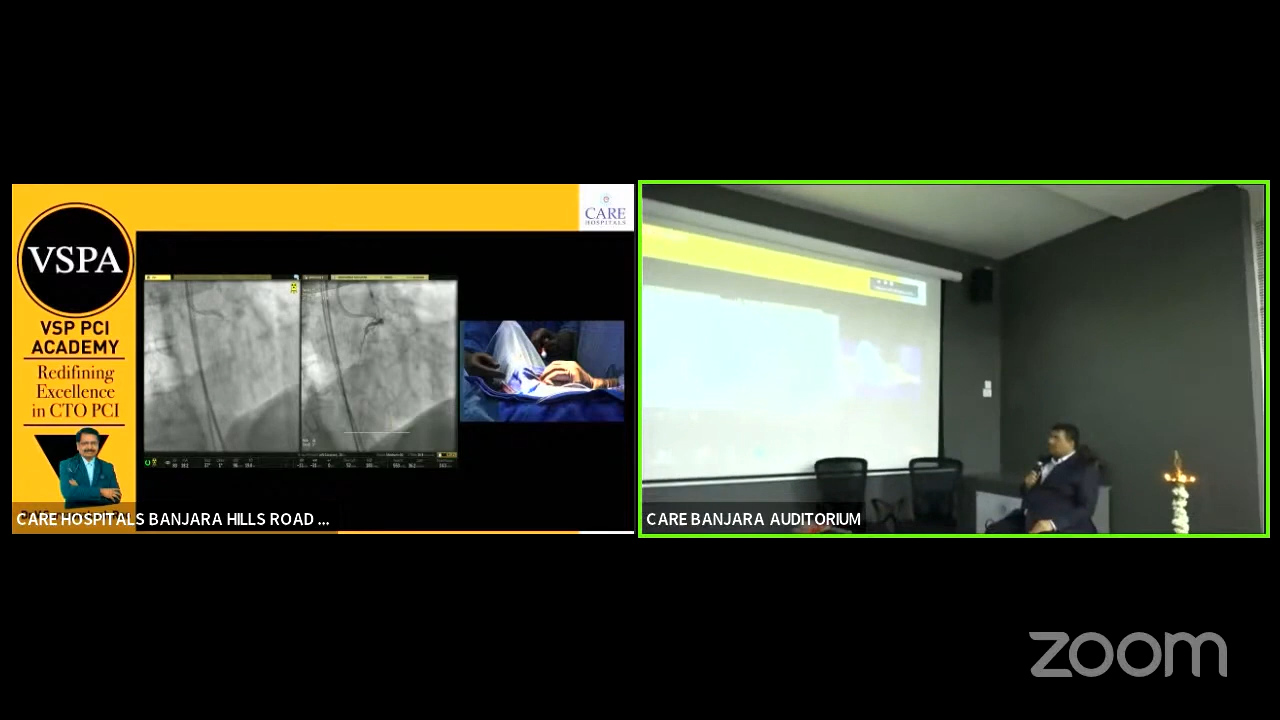 VSPA
VSP PCI
ACADEMY
Redifining
Excellence
in CTO PCI
CARE
HOSPITALS
CARE HOSPITALS BANJARA HILLS ROAD ...
CARE BANJARA AUDITORIUM
zoom